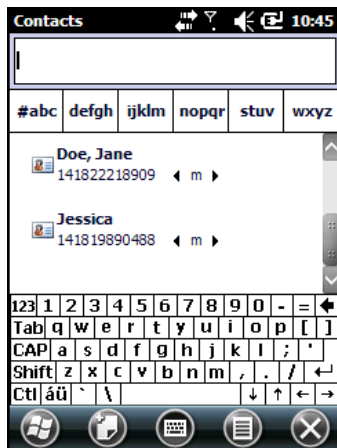 Contacts 10:45
#abc defgh ijklm nopqr stuv wxyz
Doe, Jane
141822218909 m
Jessica
141819890488 m
123 1 2 3 4 5 6 7 8 9 0 - =
Tab q w e r t y u i o p [ ]
CAP a s d f g h j k l ; '
Shift z x c v b n m , . /
Ctl áü ` \